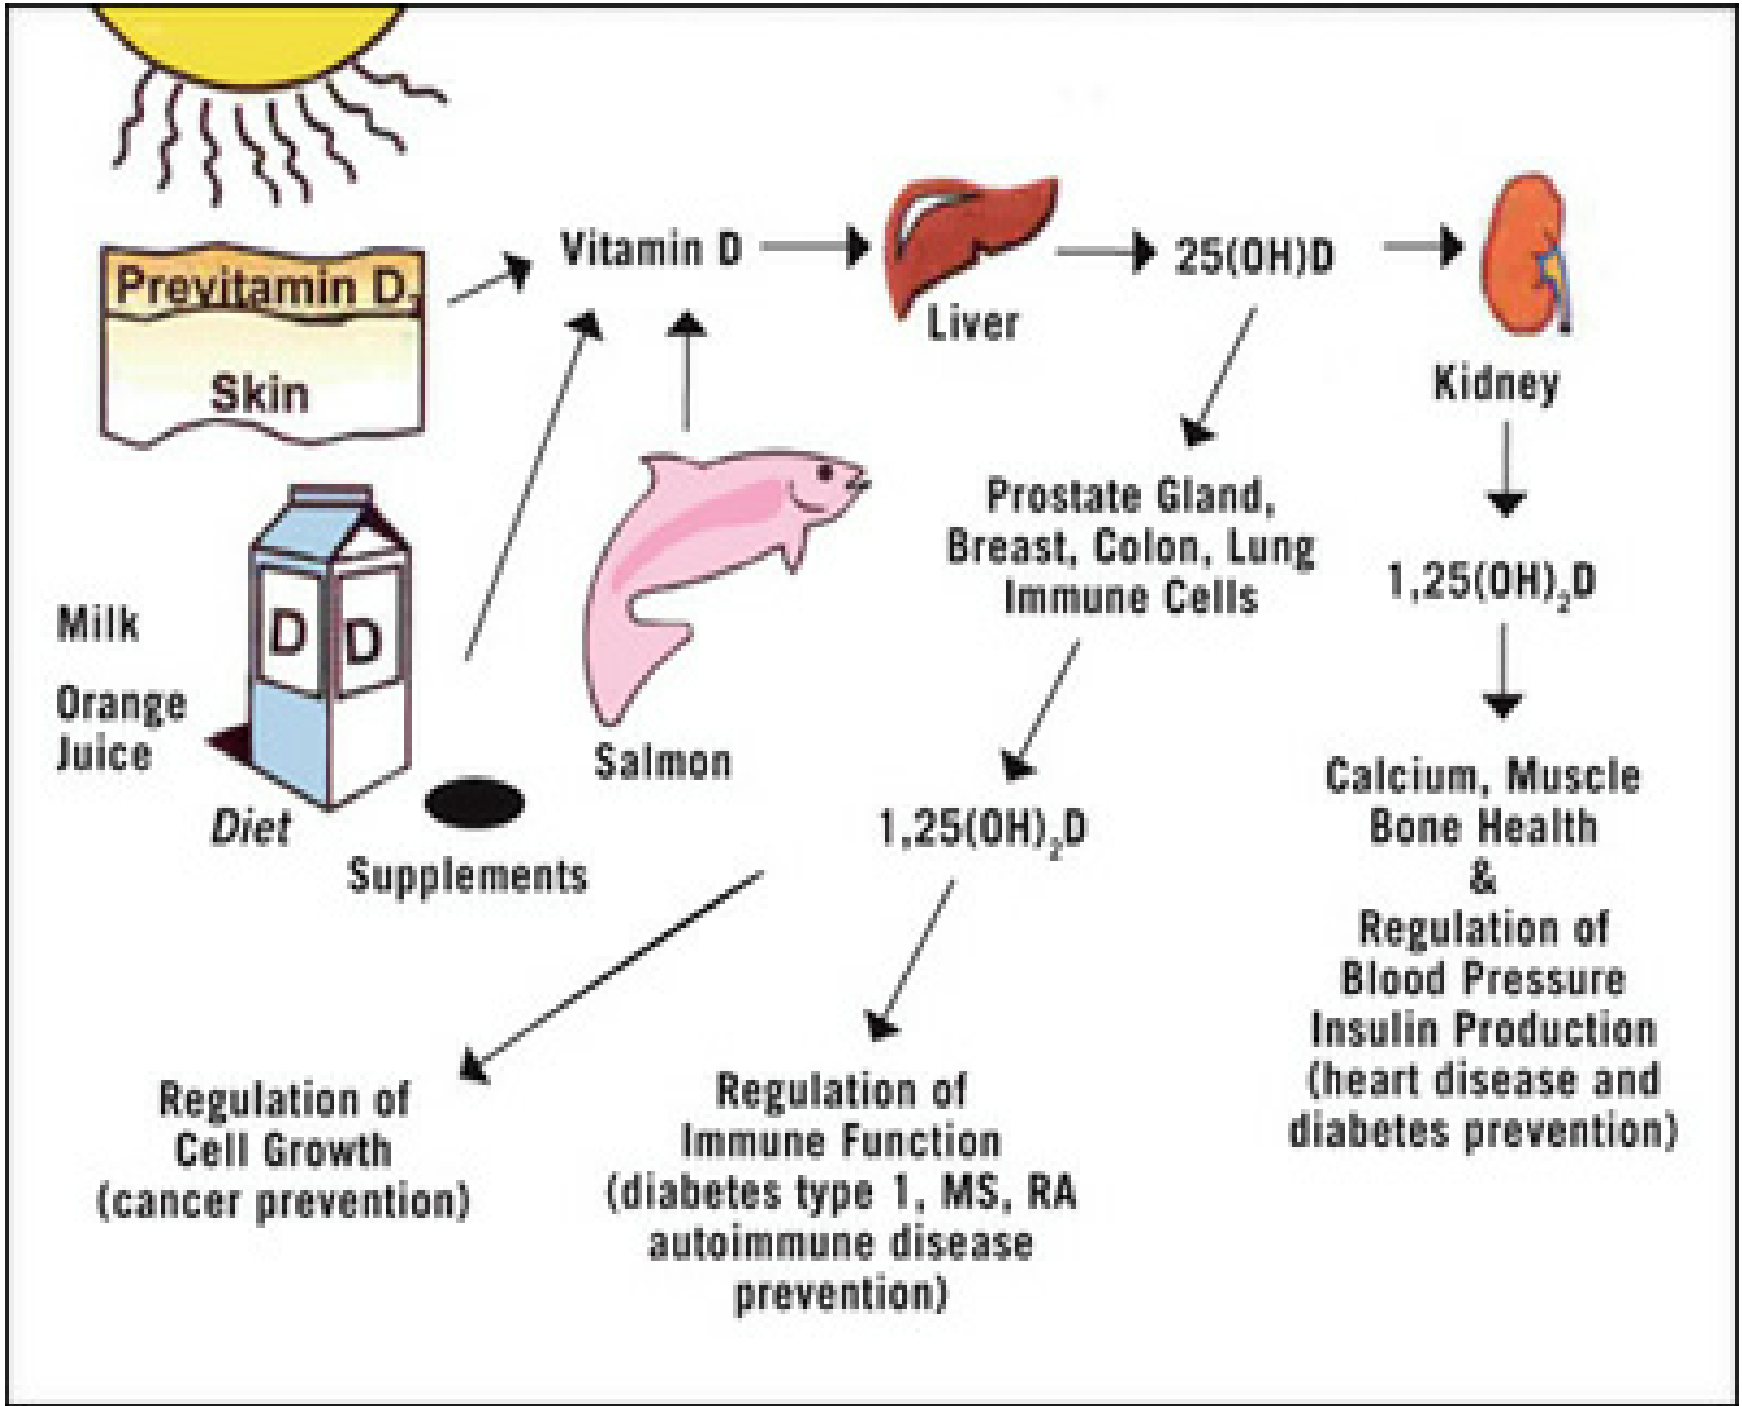 Previtamin D3
Skin
Vitamin D
Liver
25(OH)D
Kidney
Milk
Orange
Juice
D D
Diet
Supplements
Salmon
Prostate Gland,
Breast, Colon, Lung
Immune Cells
1,25(OH)₂D
1,25(OH)₂D
Calcium, Muscle
Bone Health
&
Regulation of
Blood Pressure
Insulin Production
(heart disease and
diabetes prevention)
Regulation of
Cell Growth
(cancer prevention)
Regulation of
Immune Function
(diabetes type 1, MS, RA
autoimmune disease
prevention)